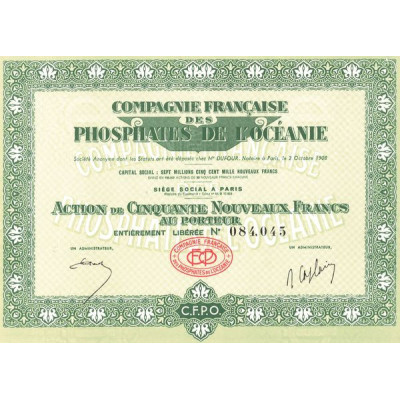 COMPAGNIE FRANÇAISE
DES
PHOSPHATES DE L'OCÉANIE
Société Anonyme dont les Statuts ont été déposés chez Me DUFOUR, Notaire à Paris, le 2 Octobre 1908
CAPITAL SOCIAL : SEPT MILLIONS CINQ CENT MILLE NOUVEAUX FRANCS
SIÈGE SOCIAL A PARIS
ACTION DE CINQUANTE NOUVEAUX FRANCS
AU PORTEUR
ENTIÈREMENT LIBÉRÉE No 084,045
UN ADMINISTRATEUR,
COMPAGNIE FRANÇAISE
CFPO
DES PHOSPHATES DE L'OCÉANIE
UN ADMINISTRATEUR,
C.F.P.O.